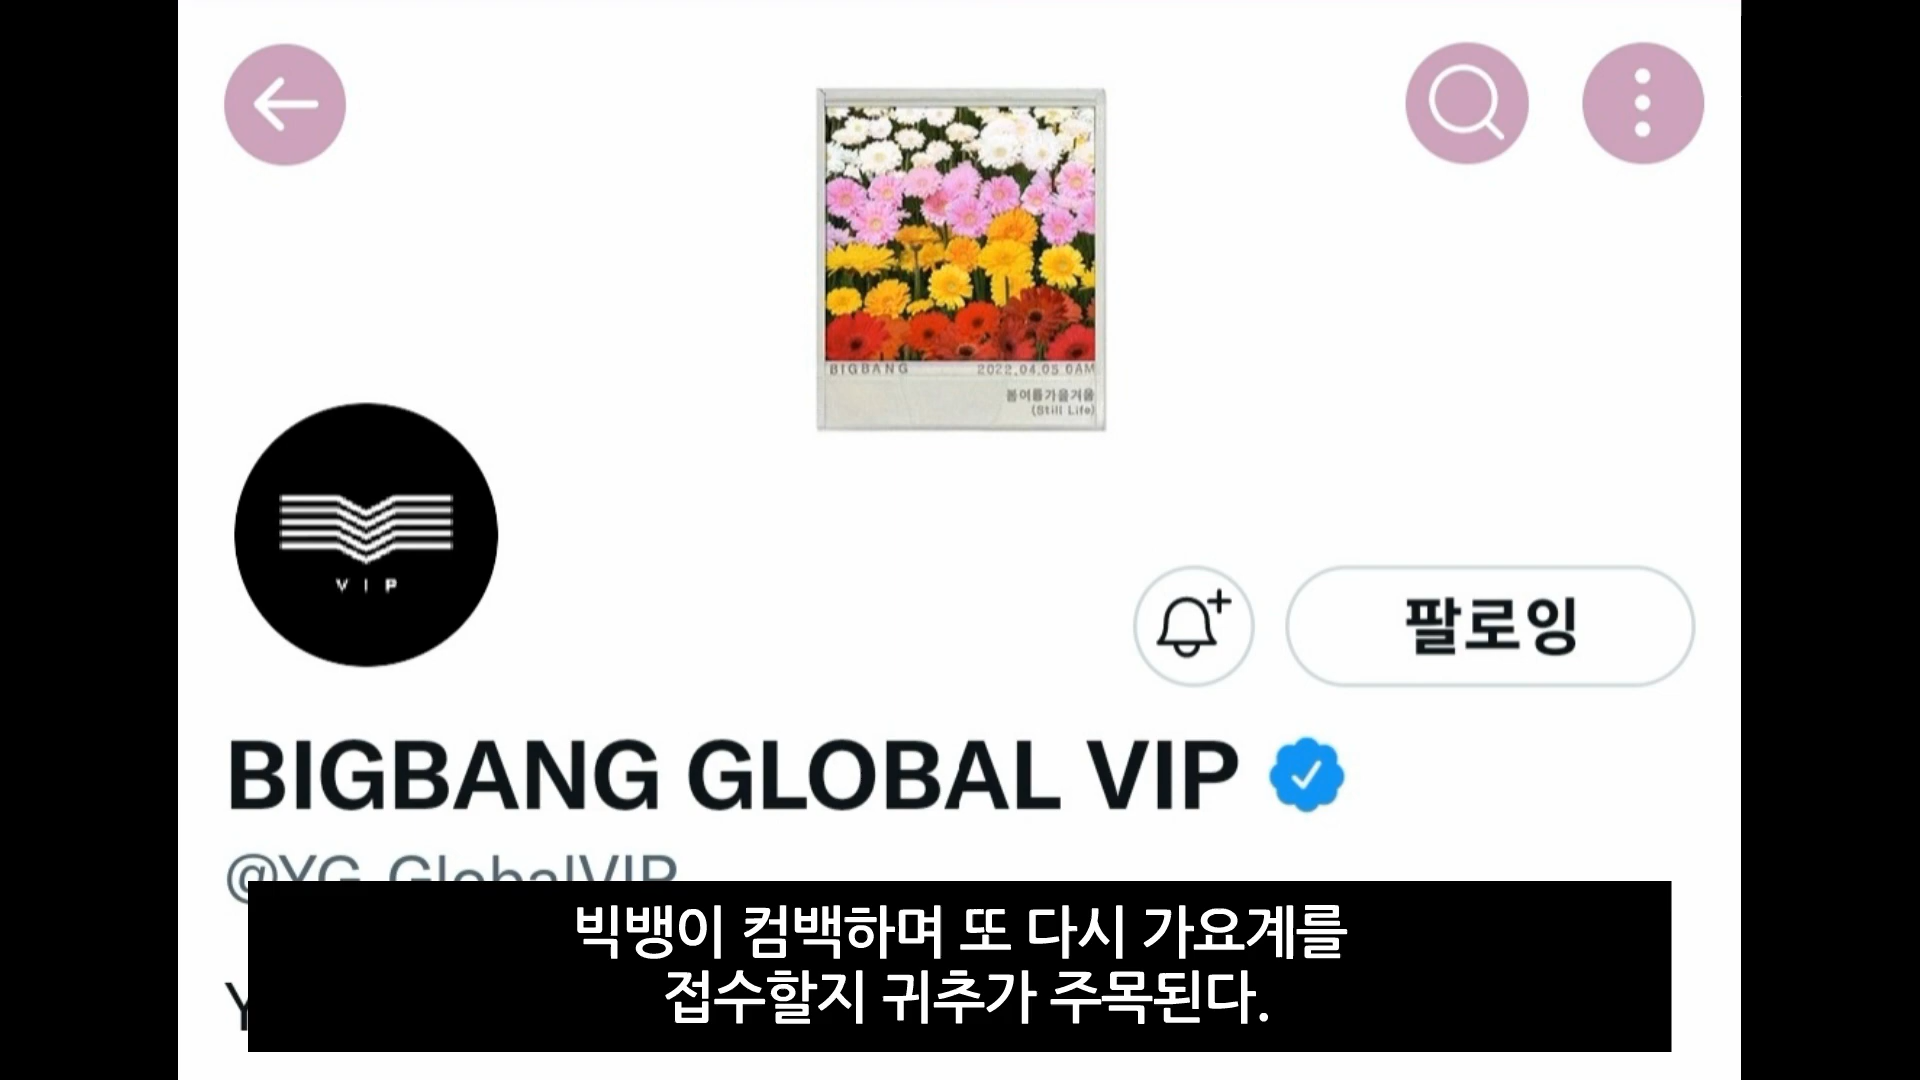 BIGBANG 2022.04.05 0AM
봄여름가을겨울
(Still Life)
VIP
팔로잉
BIGBANG GLOBAL VIP
@YG_GlobalVIP
빅뱅이 컴백하며 또 다시 가요계를
접수할지 귀추가 주목된다.